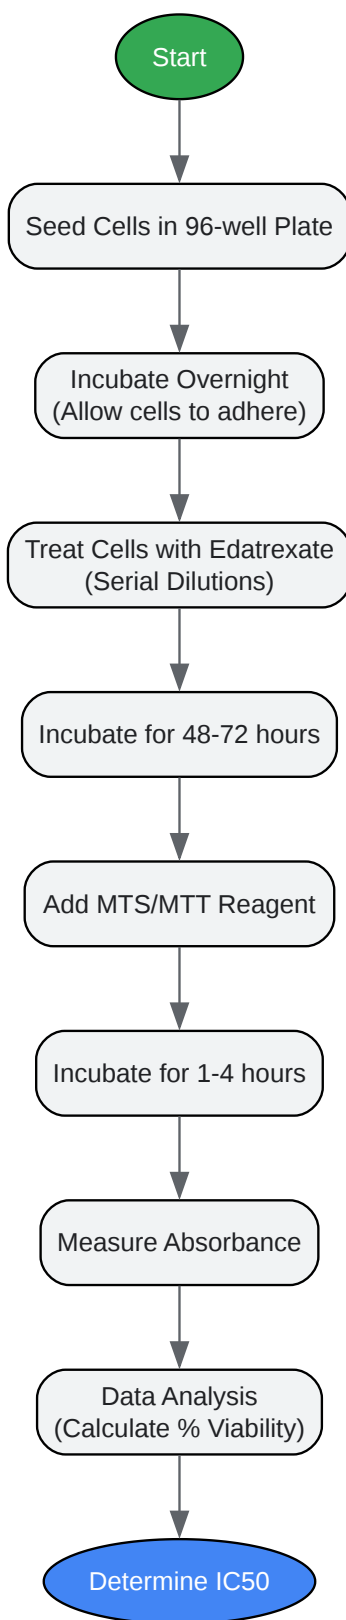 Start
Seed Cells in 96-well Plate
Incubate Overnight
(Allow cells to adhere)
Treat Cells with Edatrexate
(Serial Dilutions)
Incubate for 48-72 hours
Add MTS/MTT Reagent
Incubate for 1-4 hours
Measure Absorbance
Data Analysis
(Calculate % Viability)
Determine IC50